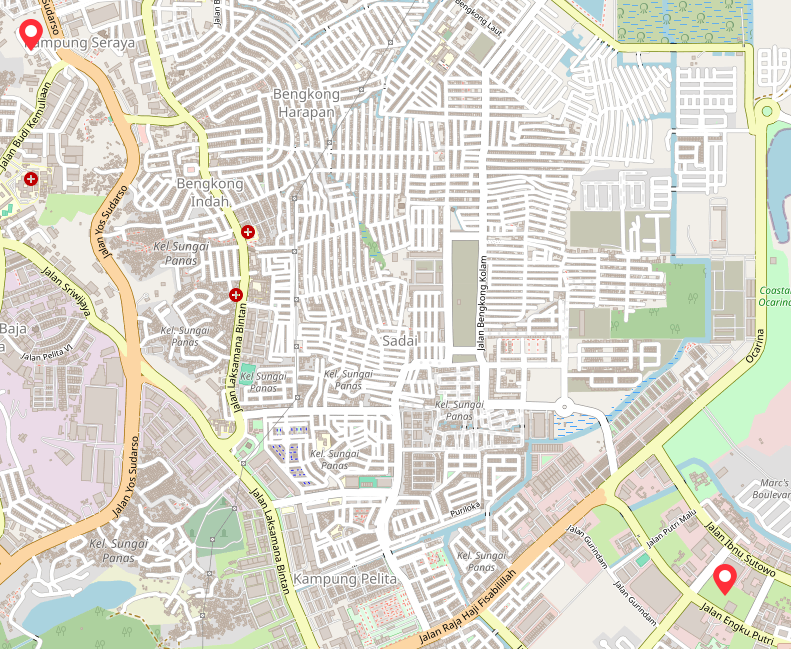 Sudarso
Kampung Seraya
Bengkong Laut
Jalan Budi Kemuliaan
Bengkong
Harapan
Bengkong
Indah
Jalan Yos Sudarso
Kel. Sungai
Panas
Jalan Sriwijaya
Jalan Bengkong Kolam
Coastal
Ocarina
Ocarina
Baja
Jalan Pelita VI
Kel. Sungai
Panas
Jalan Laksamana Bintan
Sadai
Kel. Sungai
Panas
Kel. Sungai
Panas
Kel. Sungai
Panas
Kel. Sungai
Panas
Jalan Yos Sudarso
Jalan Laksamana Bintan
Marc's
Boulevar
Puriloka
Jalan Putri Malu
Jalan Ibnu Sutowo
Kel. Sungai
Panas
Kel. Sungai
Panas
Jalan Gurindam
Jalan Gurindam
Kampung Pelita
Jalan Raja Haji Fisabilillah
Jalan Engku Putri